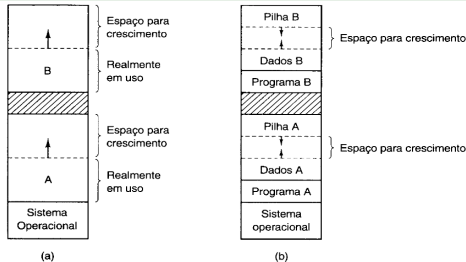 Espaço para
crescimento
B
Realmente
em uso
Espaço para
crescimento
A
Realmente
em uso
Sistema
Operacional
(a)
Pilha B
Espaço para crescimento
Dados B
Programa B
Pilha A
Espaço para crescimento
Dados A
Programa A
Sistema
operacional
(b)